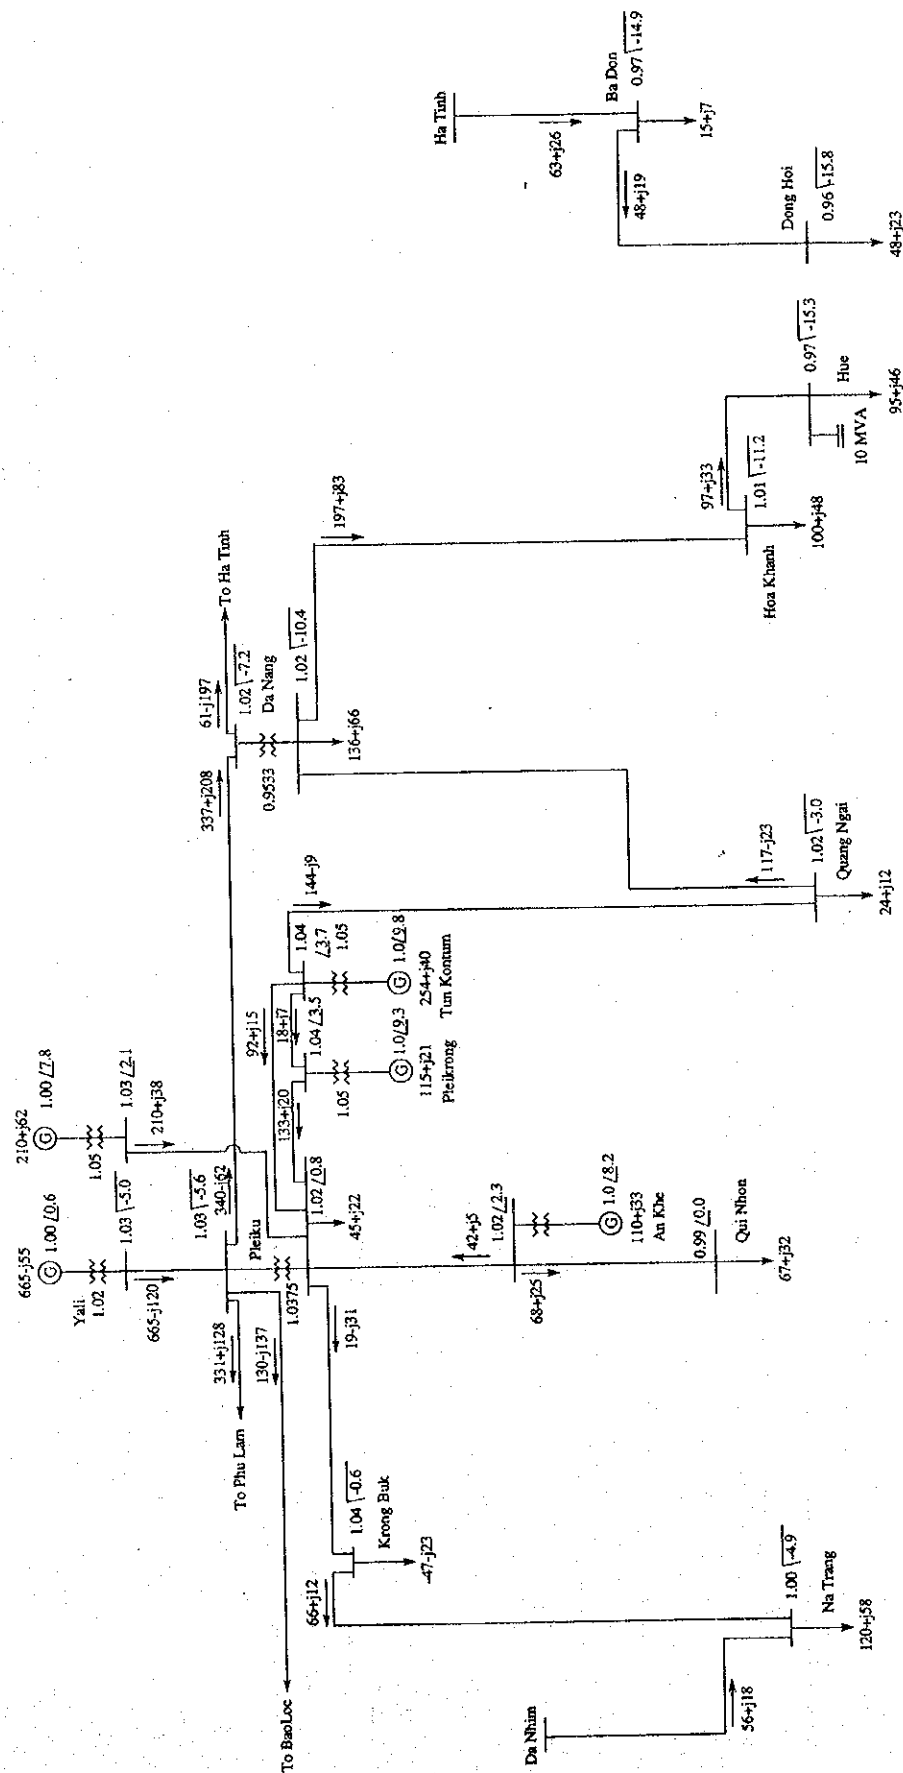 210+j62
G
1.00 /7.8
1.05
1.03 /2.1
210+j38
665-j55
G
1.00 /0.6
Yali
1.02
1.03 \-5.0
665-j120
1.03 \-5.6
340-j62
Pleiku
337+j208
61-j197
To Ha Tinh
1.02 \-7.2
Da Nang
0.9533
1.02 \-10.4
136+j66
197+j83
331+j128
To Phu Lam
130-j137
To BaoLoc
1.0375
1.02 /0.8
45+j22
92+j15
133+j20
18+j7
1.04 /3.5
1.05
G
1.0/9.3
115+j21
Pleikrong
1.04
/3.7
1.05
G
1.0/9.8
254+j40
Tun Kontum
144-j9
19-j31
42+j5
1.02/2.3
G
1.0 /8.2
110+j33
An Khe
68+j25
0.99 /0.0
Qui Nhon
67+j32
1.04 \-0.6
Krong Buk
-47-j23
66+j12
1.00 \-4.9
Na Trang
120+j58
Da Nhim
56+j18
117-j23
1.02\-3.0
Quang Ngai
24+j12
97+j33
1.01 \-11.2
Hoa Khanh
100+j48
0.97\-15.3
Hue
10 MVA
95+j46
Ha Tinh
63+j26
Ba Don
0.97 \-14.9
15+j7
48+j19
Dong Hoi
0.96\-15.8
48+j23